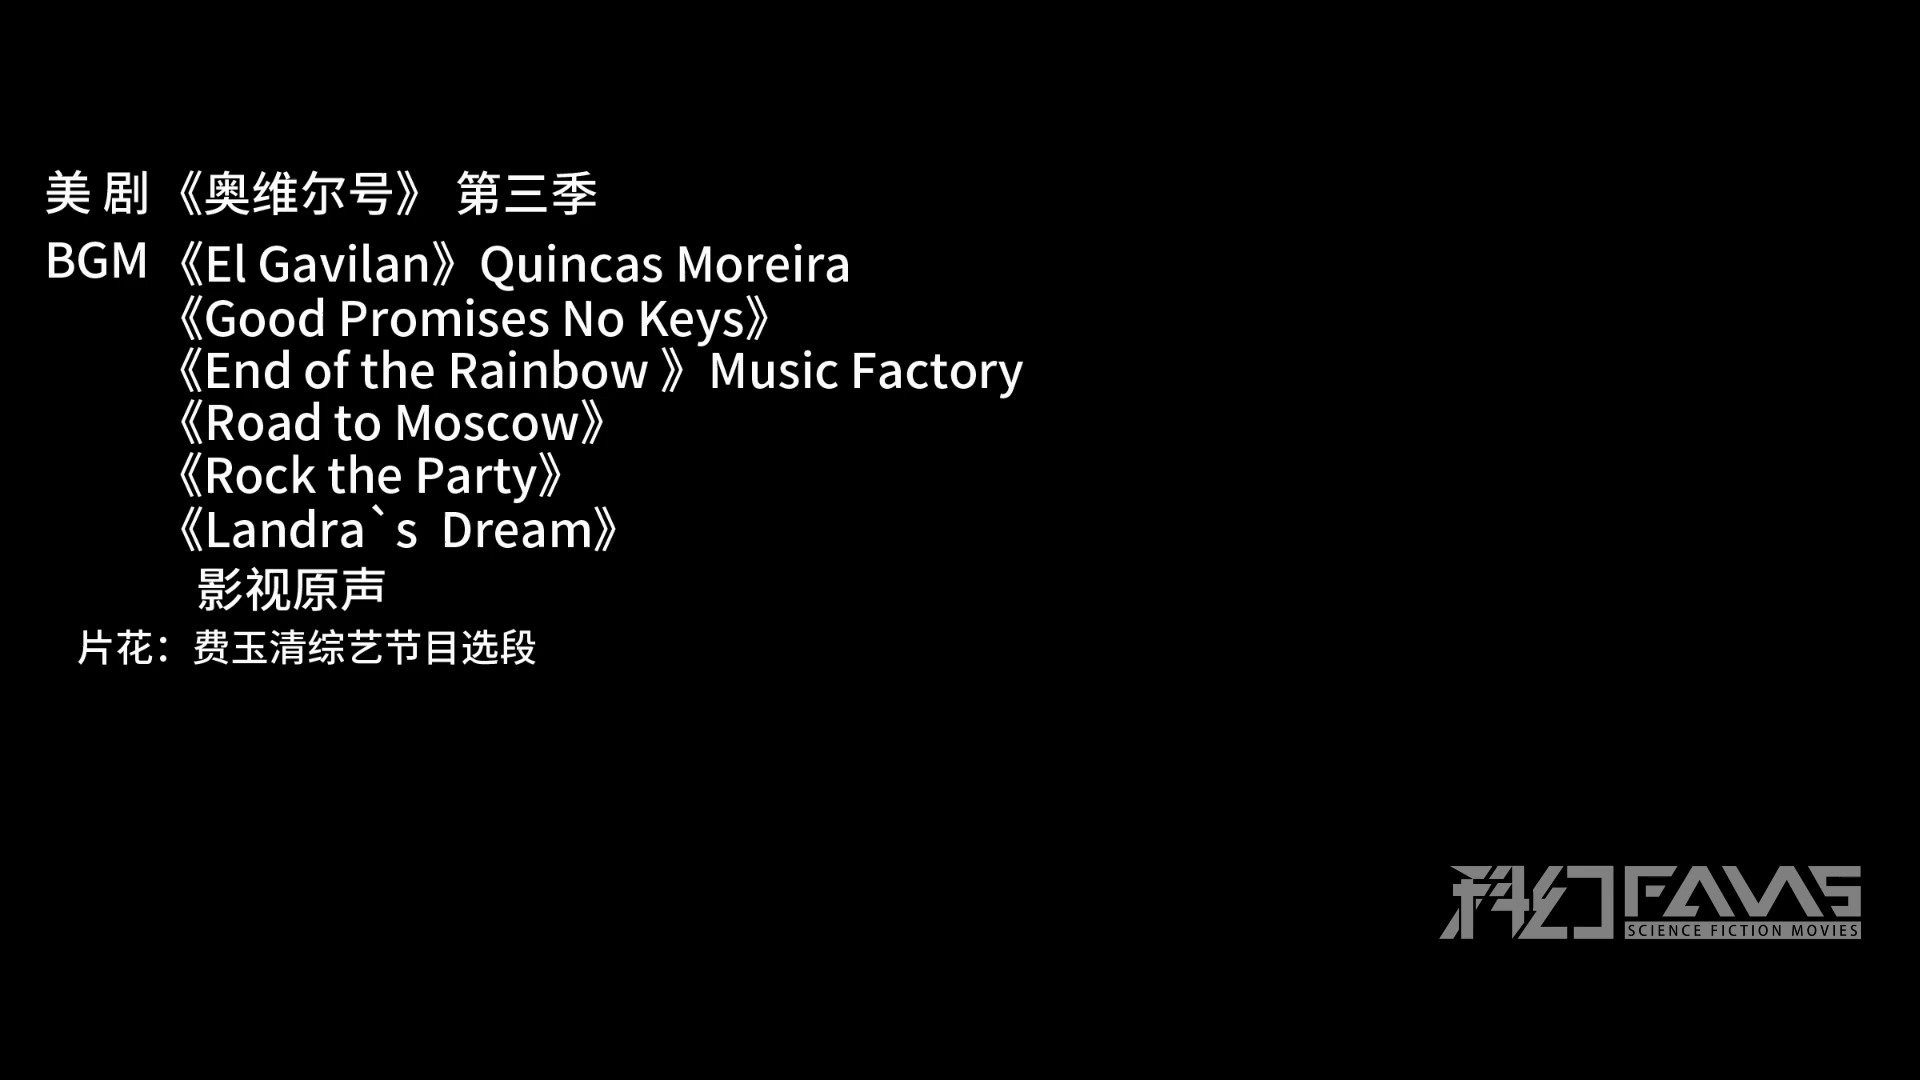 美 剧 《奥维尔号》 第三季
BGM 《El Gavilan》Quincas Moreira
《Good Promises No Keys》
《End of the Rainbow 》Music Factory
《Road to Moscow》
《Rock the Party》
《Landra`s  Dream》
影视原声
片花：费玉清综艺节目选段
科幻FANS
SCIENCE FICTION MOVIES